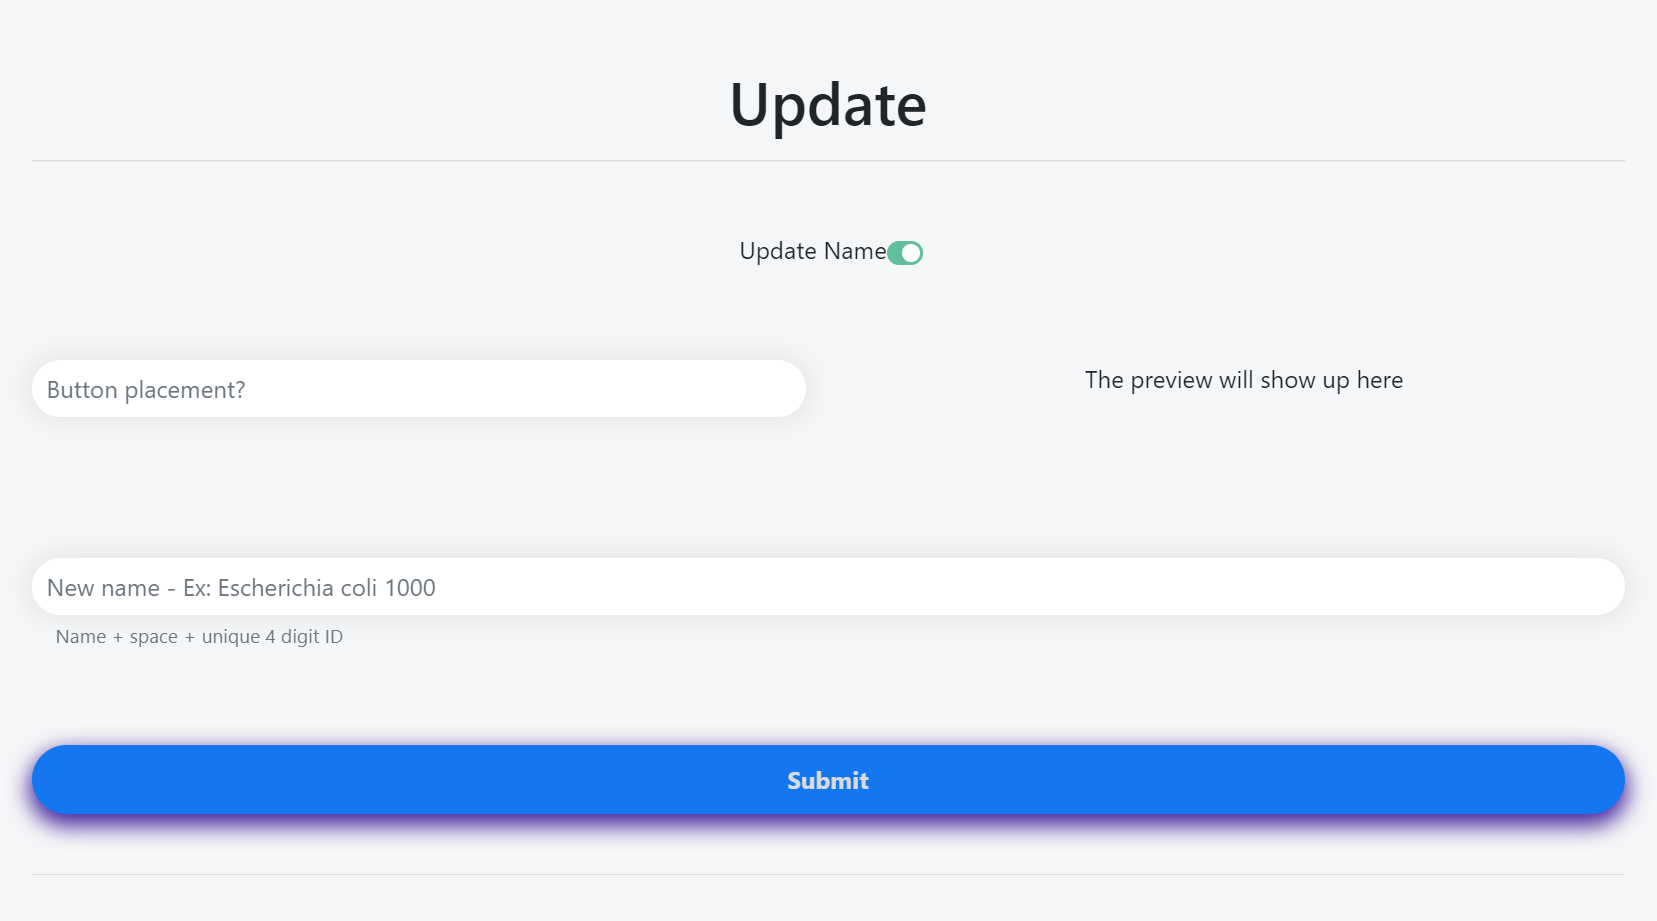 Update
Update Name
Button placement?
The preview will show up here
New name - Ex: Escherichia coli 1000
Name + space + unique 4 digit ID
Submit